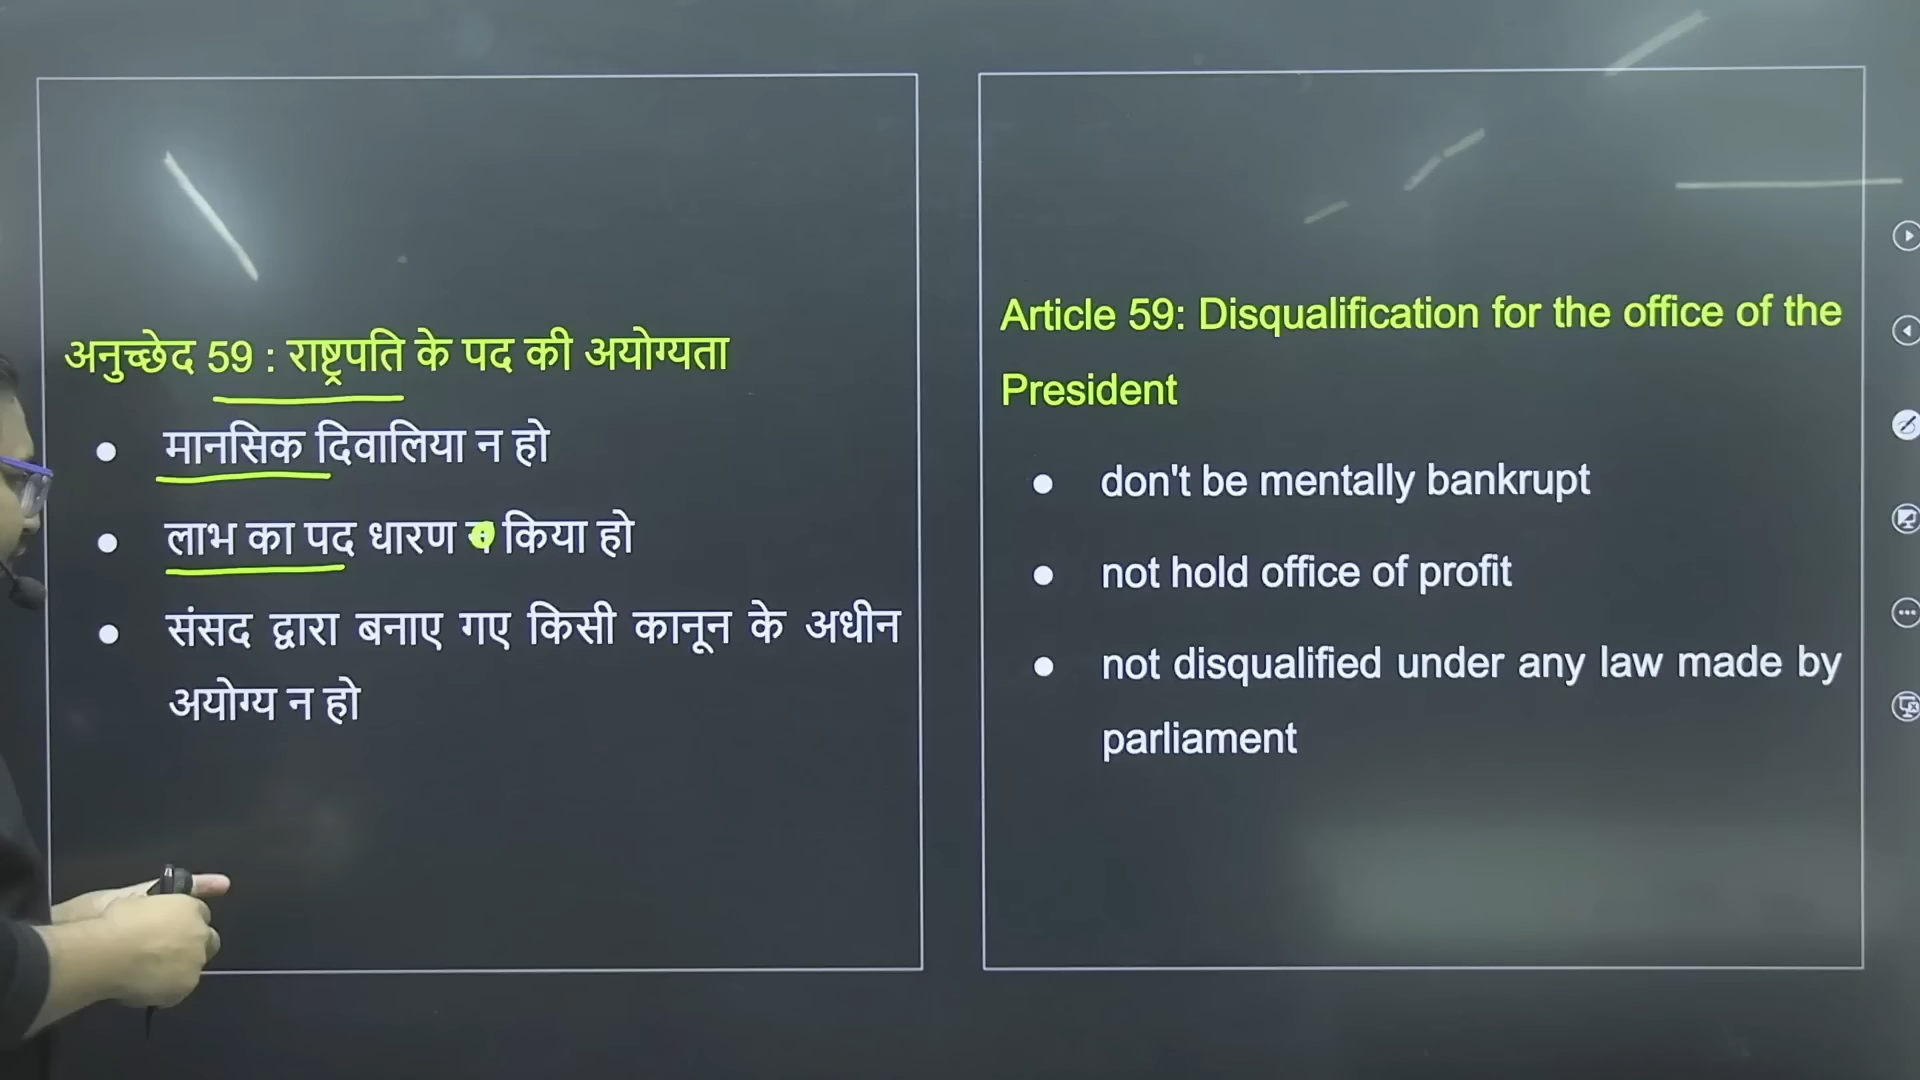 अनुच्छेद 59 : राष्ट्रपति के पद की अयोग्यता
● मानसिक दिवालिया न हो
● लाभ का पद धारण न किया हो
● संसद द्वारा बनाए गए किसी कानून के अधीन
अयोग्य न हो
Article 59: Disqualification for the office of the
President
● don't be mentally bankrupt
● not hold office of profit
● not disqualified under any law made by
parliament